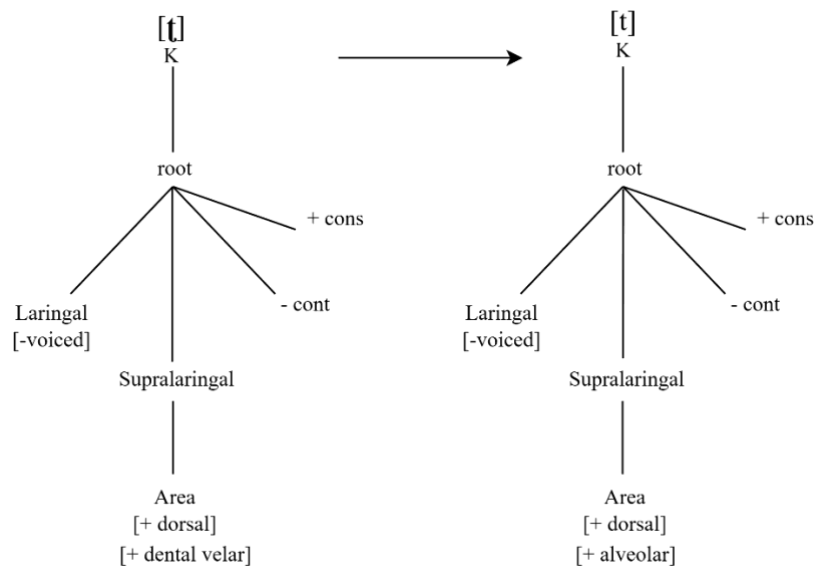 [ţ]
K
root
+ cons
- cont
Laringal
[-voiced]
Supralaringal
Area
[+ dorsal]
[+ dental velar]
[t]
K
root
+ cons
- cont
Laringal
[-voiced]
Supralaringal
Area
[+ dorsal]
[+ alveolar]